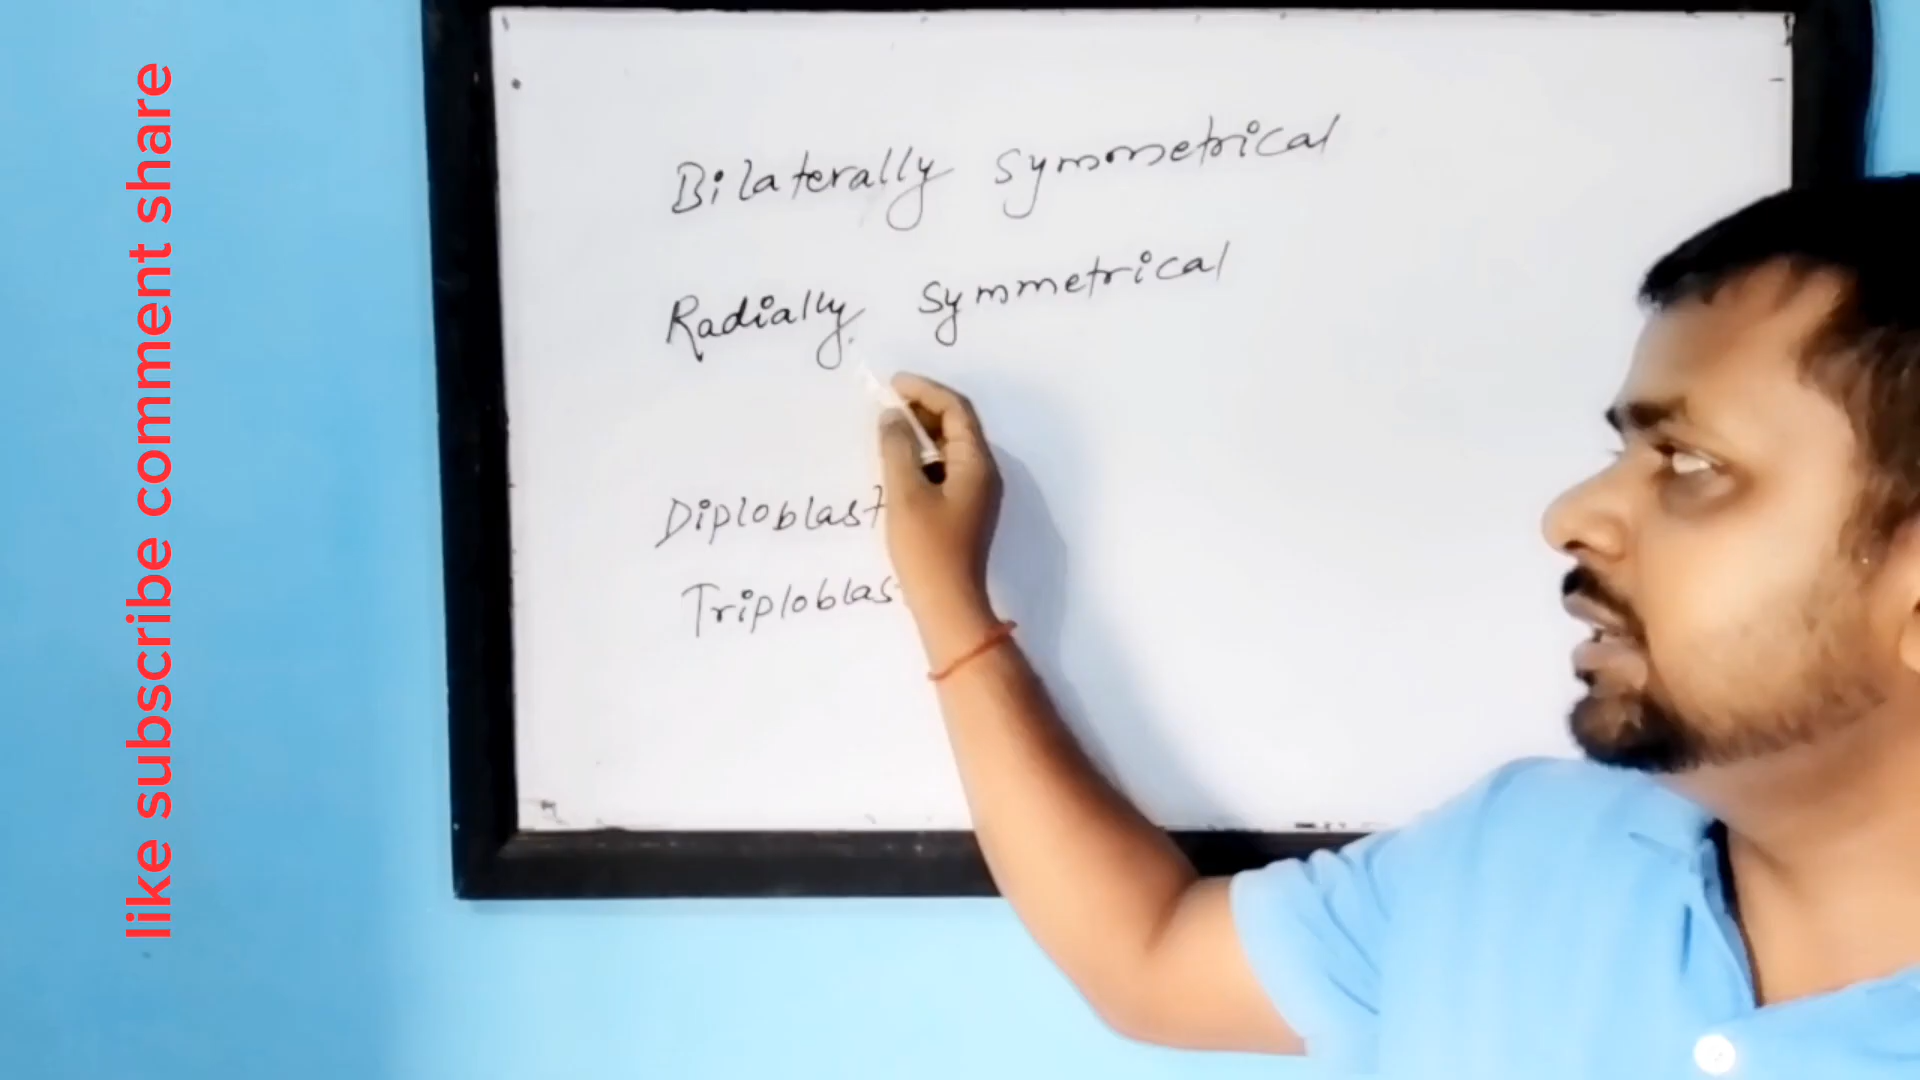 like subscribe comment share
Bilaterally symmetrical
Radially symmetrical
Diploblast
Triploblas